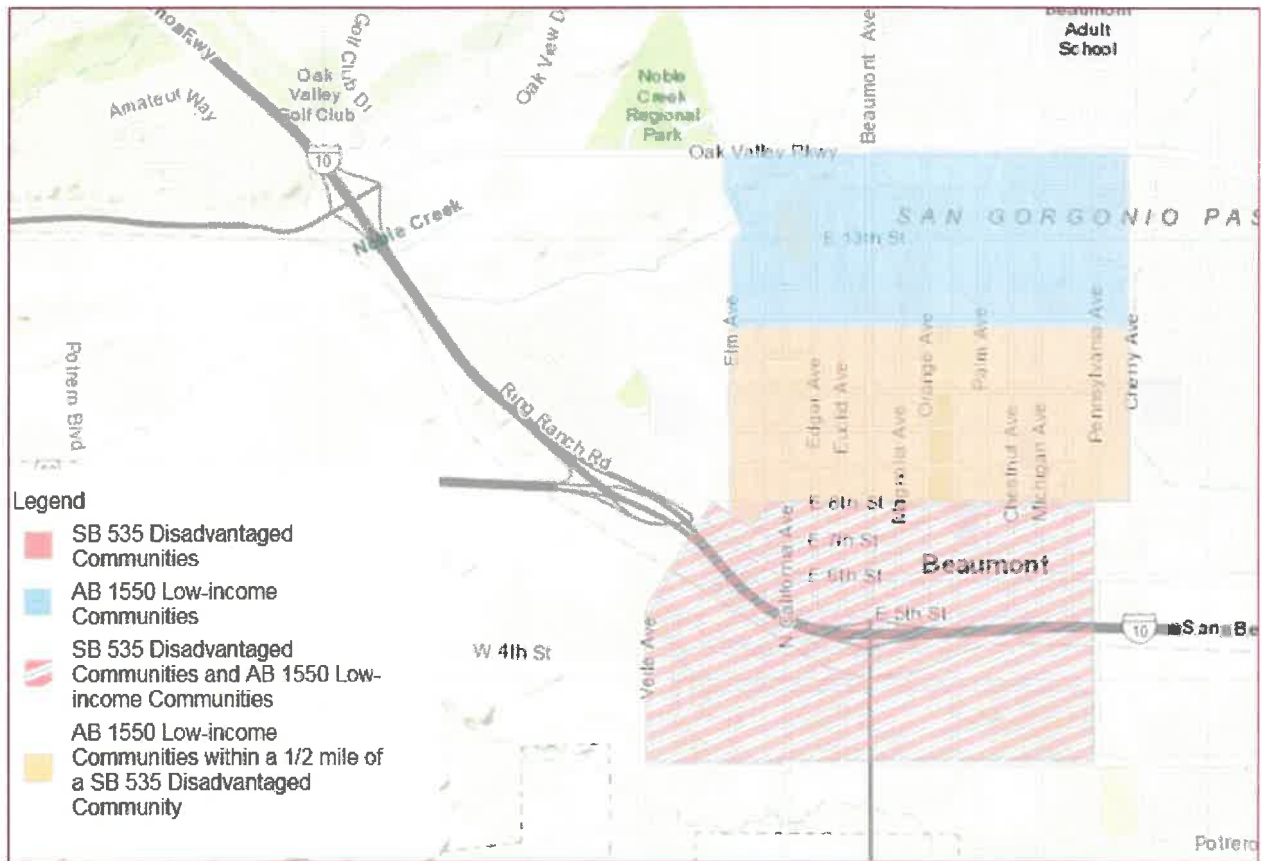 Golf Club Dr
Oak View D
Beaumont Ave
Beaumont
Adult
School
Amateur Way
Oak
Valley
Golf Club
Noble
Creek
Regional
Park
10
Oak Valley Pkwy
Noble Creek
SAN GORGONIO PAS
E 13th St
Elm Ave
Potrero Blvd
Ring Ranch Rd
Edgar Ave
Euclid Ave
Magnolia Ave
Orange Ave
Palm Ave
Chestnut Ave
Michigan Ave
Pennsylvania Ave
Cherry Ave
E 8th St
E 7th St
E 6th St
E 5th St
Beaumont
N California Ave
Veile Ave
W 4th St
10
San Be
Potrero
Legend
SB 535 Disadvantaged
Communities
AB 1550 Low-income
Communities
SB 535 Disadvantaged
Communities and AB 1550 Low-
income Communities
AB 1550 Low-income
Communities within a 1/2 mile of
a SB 535 Disadvantaged
Community